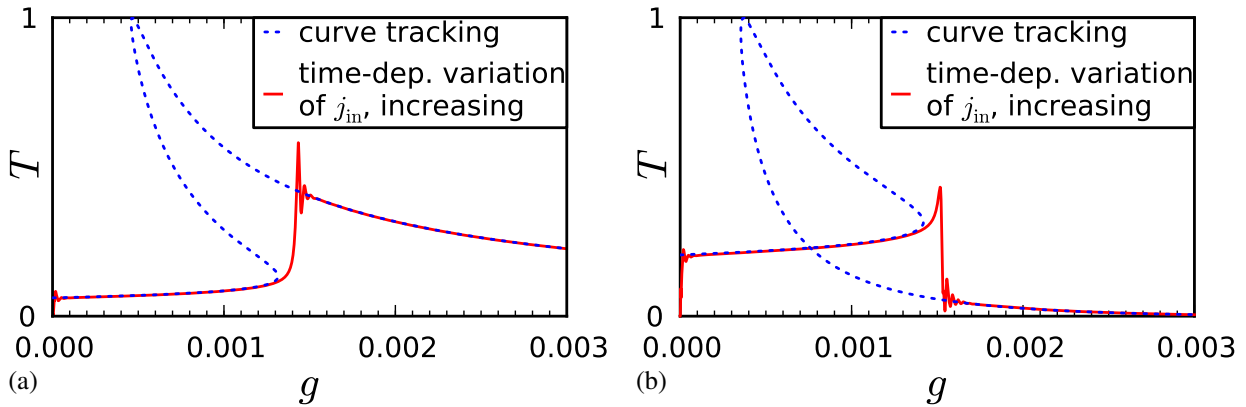 1
curve tracking
time-dep. variation
of j_in, increasing
T
0
0.000 0.001 0.002 0.003
(a) g
1
curve tracking
time-dep. variation
of j_in, increasing
T
0
0.000 0.001 0.002 0.003
(b) g